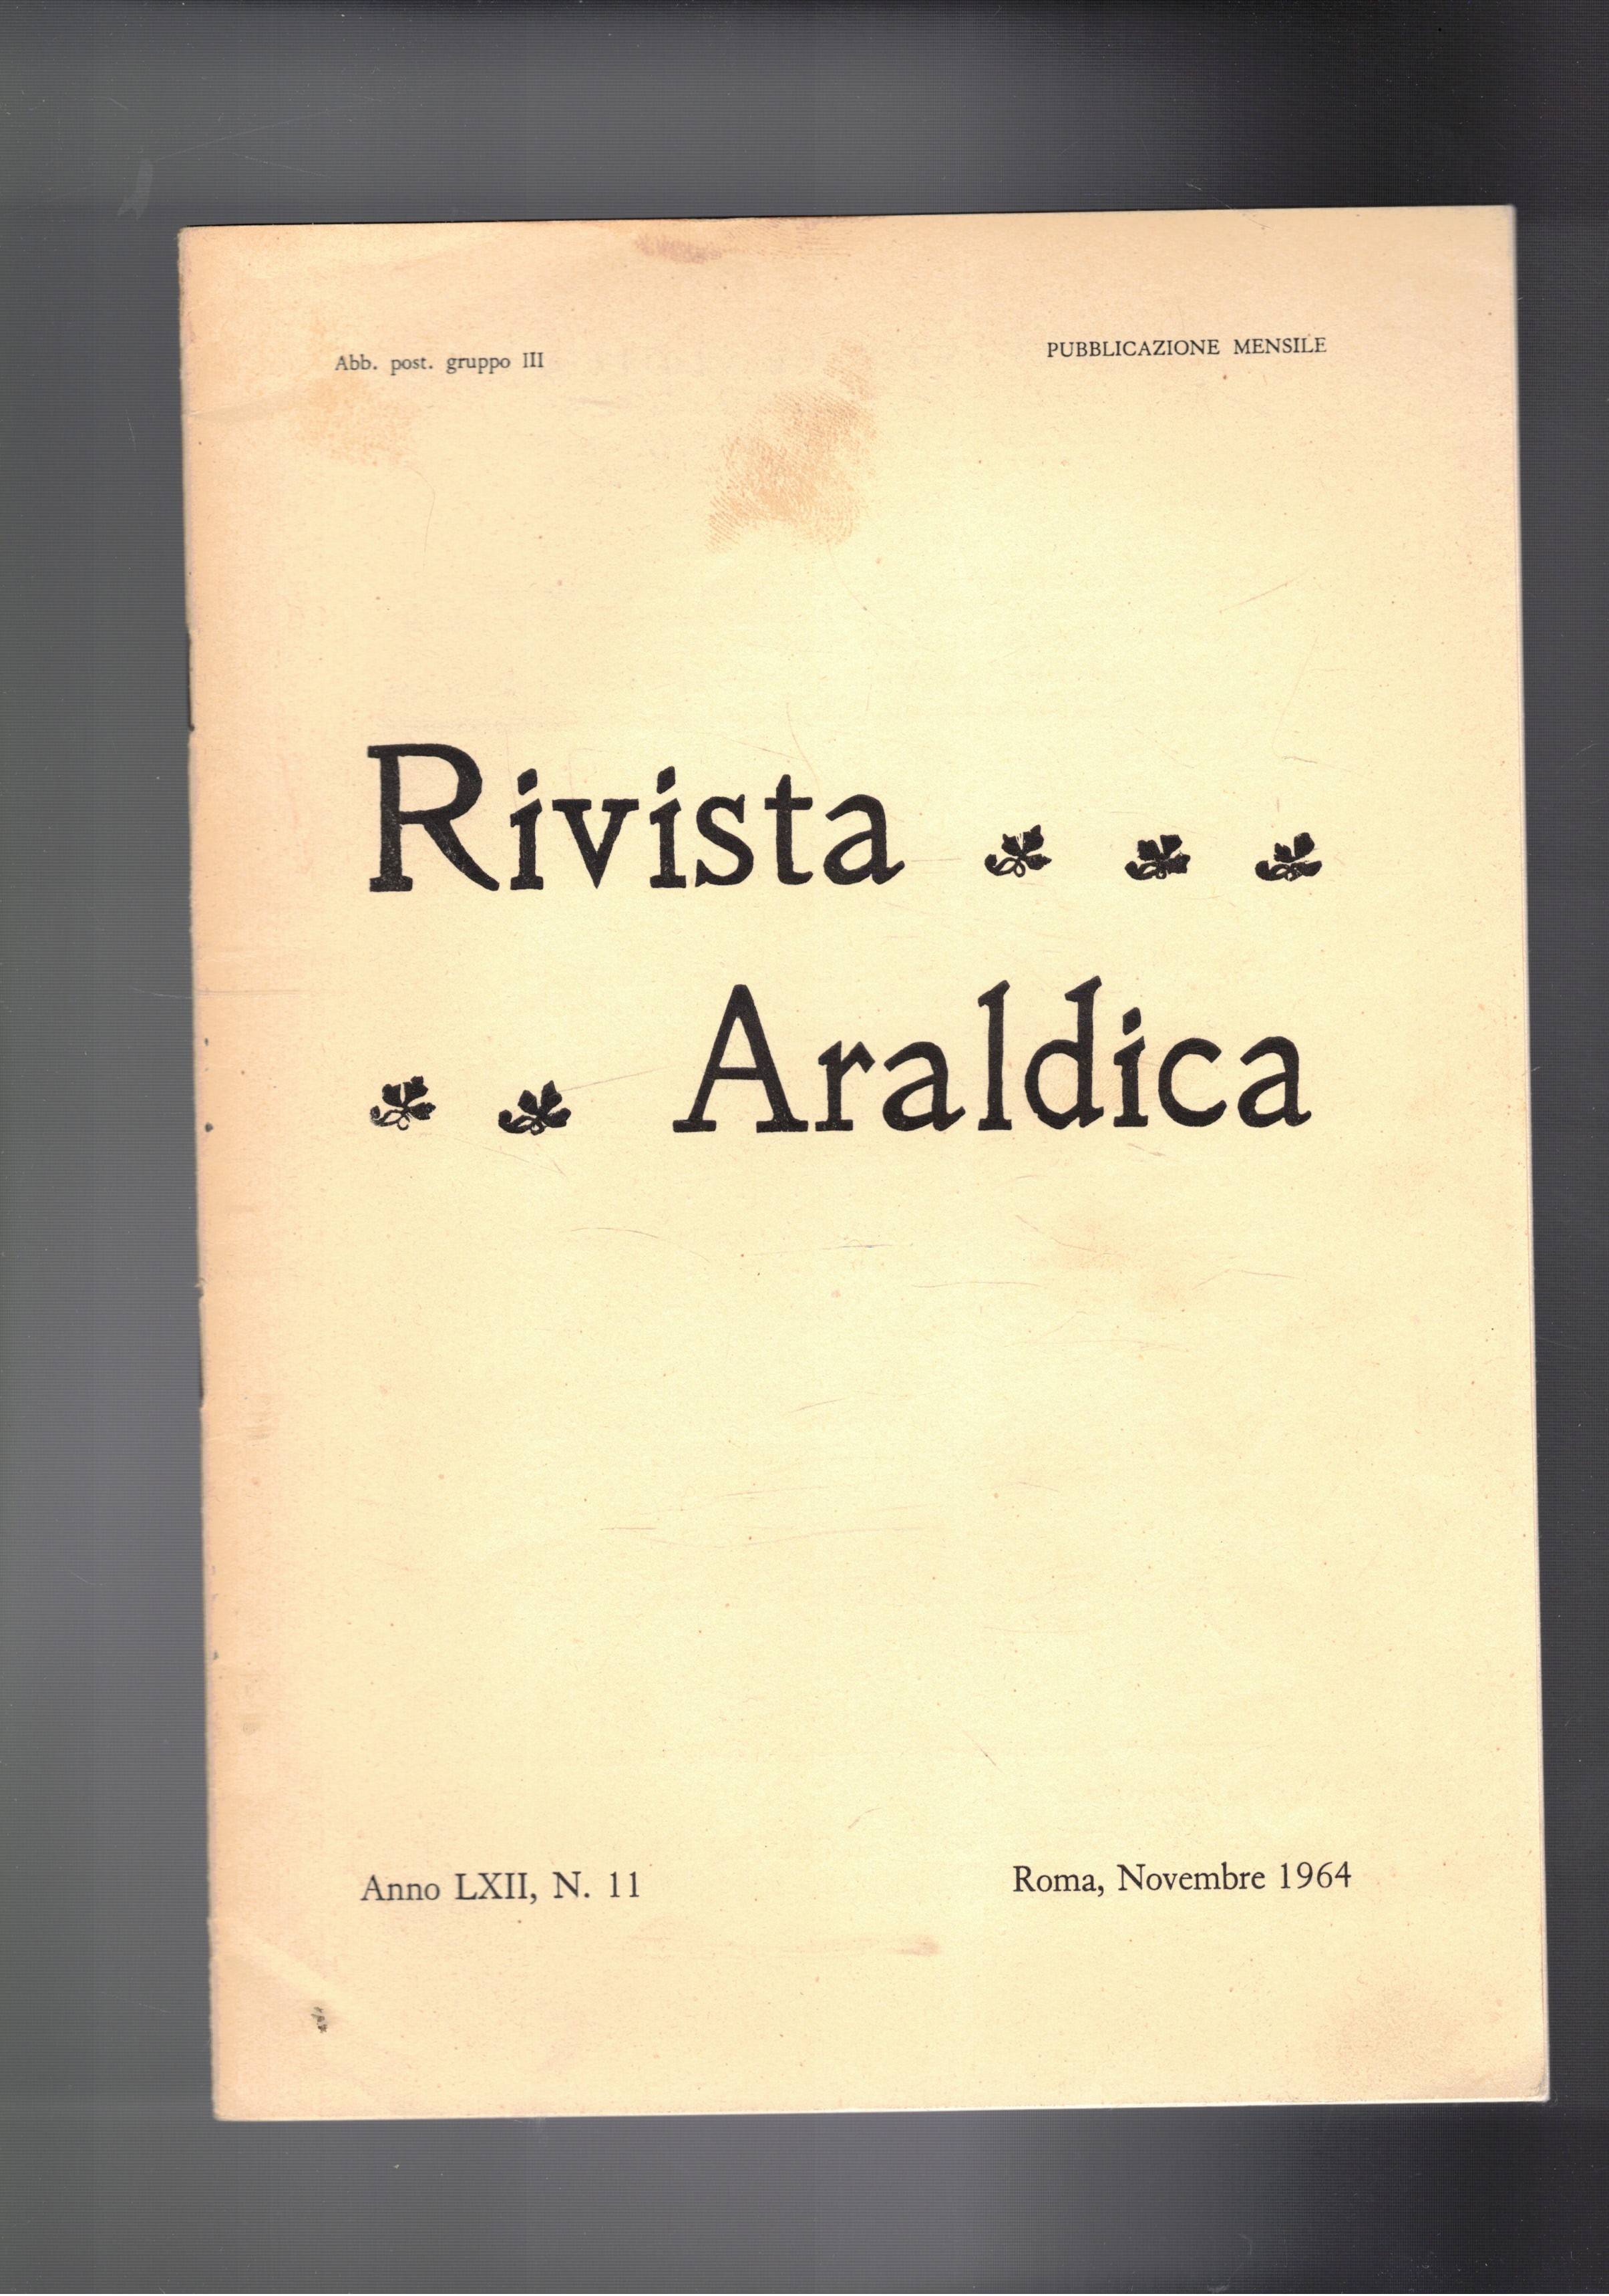 Abb. post. gruppo III
PUBBLICAZIONE MENSILE
Rivista
Araldica
Anno LXII, N. 11
Roma, Novembre 1964